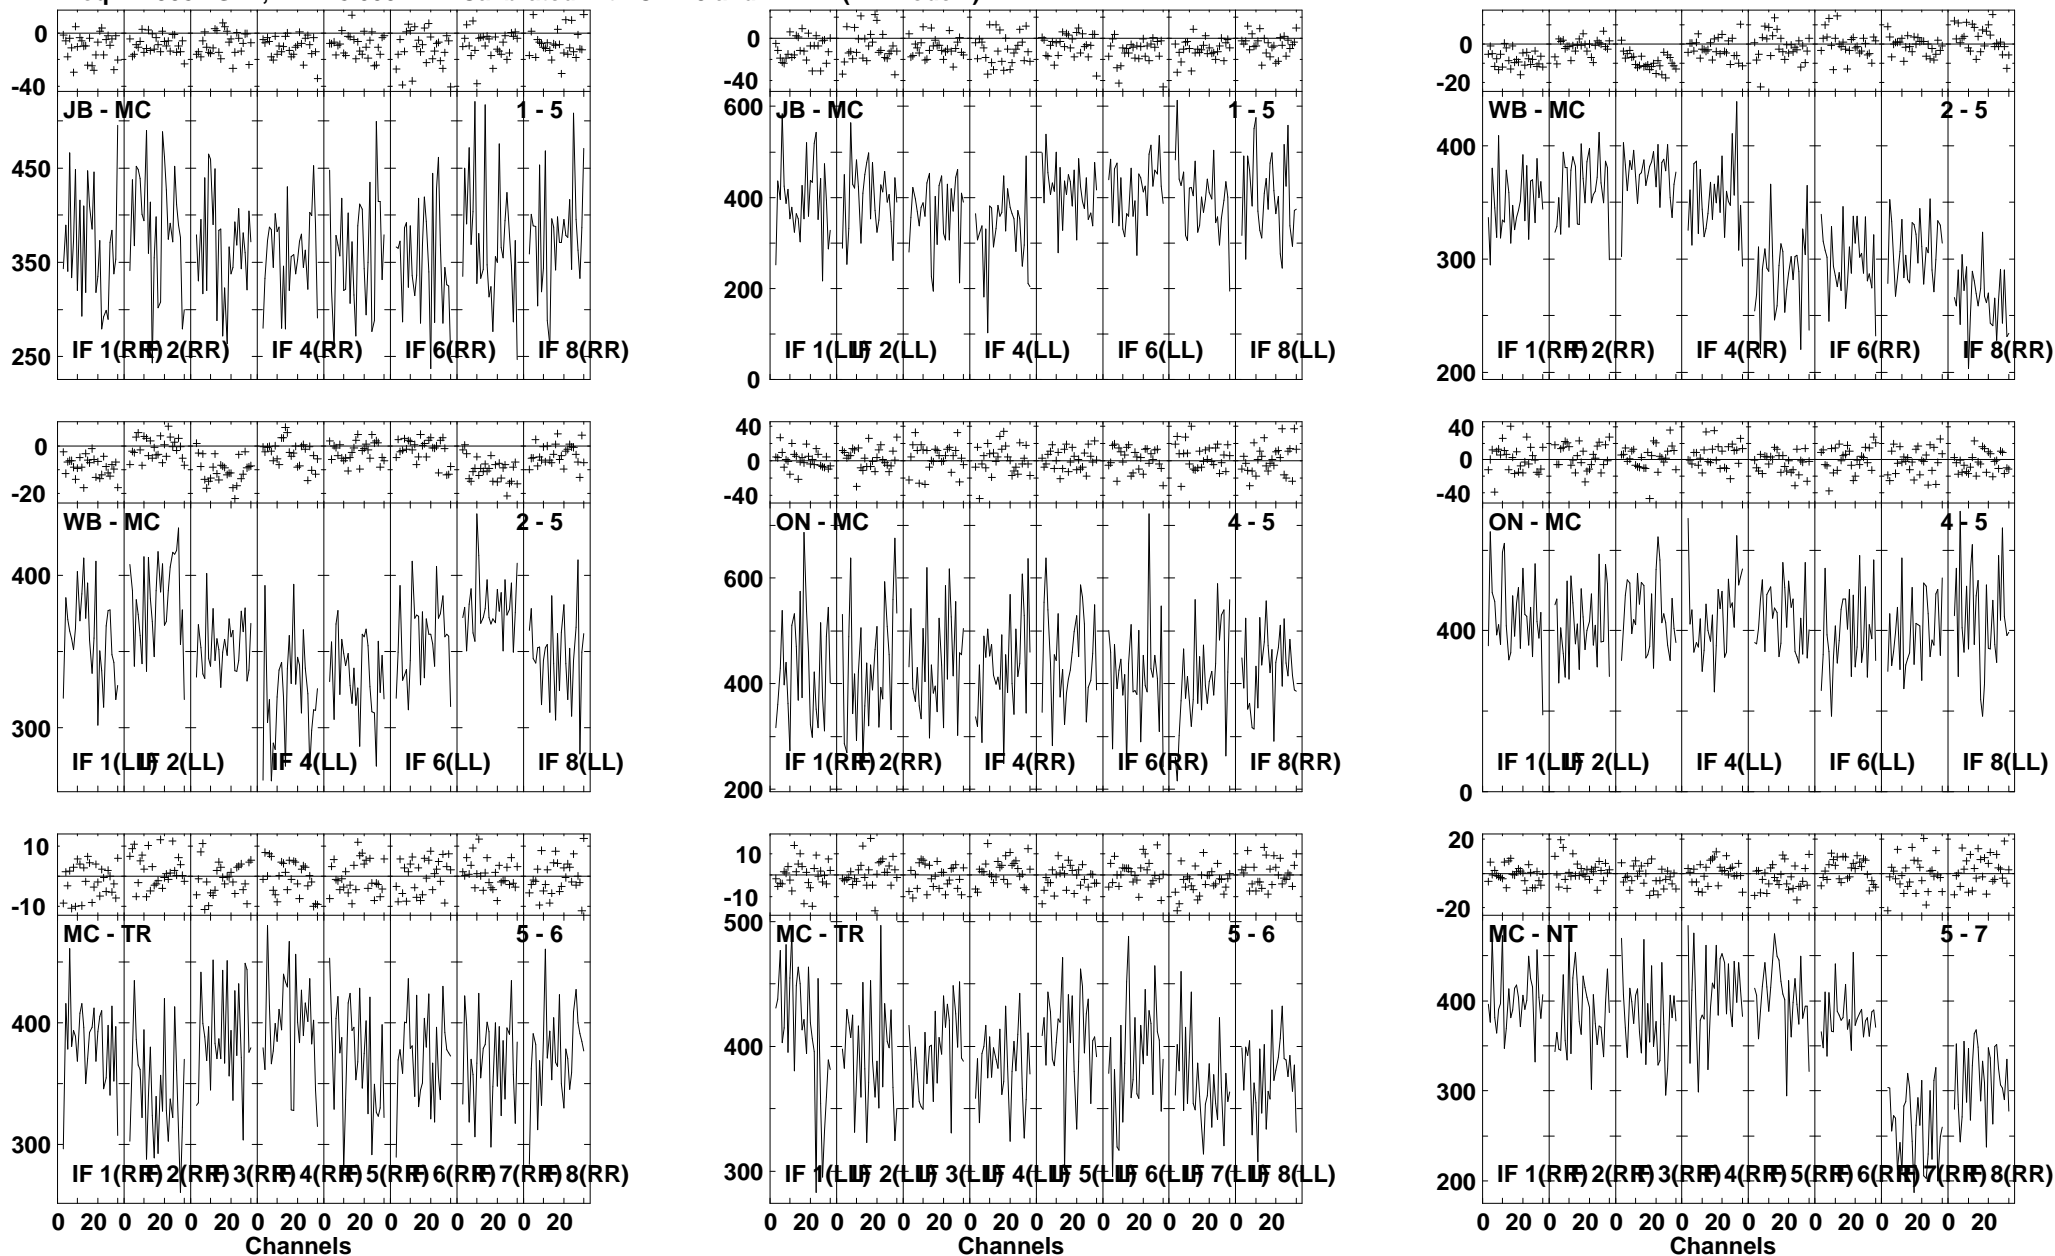 0 0 0
-40 -40 -20
JB - MC 1 - 5 JB - MC 1 - 5 WB - MC 2 - 5
600
450 400
400
350 300
200
250 0 200
IF 1(RR) IF 2(RR) IF 4(RR) IF 6(RR) IF 8(RR) IF 1(LL) IF 2(LL) IF 4(LL) IF 6(LL) IF 8(LL) IF 1(RR) IF 2(RR) IF 4(RR) IF 6(RR) IF 8(RR)
40 40
0 0 0
-20 -40 -40
WB - MC 2 - 5 ON - MC 4 - 5 ON - MC 4 - 5
400 600
400 400
300
200 0
IF 1(LL) IF 2(LL) IF 4(LL) IF 6(LL) IF 8(LL) IF 1(RR) IF 2(RR) IF 4(RR) IF 6(RR) IF 8(RR) IF 1(LL) IF 2(LL) IF 4(LL) IF 6(LL) IF 8(LL)
10 10 20
-10 -10 -20
MC - TR 5 - 6 MC - TR 5 - 6 MC - NT 5 - 7
500
400 400 400
300 300 300
200
IF 1(RR) IF 2(RR) IF 3(RR) IF 4(RR) IF 5(RR) IF 6(RR) IF 7(RR) IF 8(RR) IF 1(LL) IF 2(LL) IF 3(LL) IF 4(LL) IF 5(LL) IF 6(LL) IF 7(LL) IF 8(LL) IF 1(RR) IF 2(RR) IF 3(RR) IF 4(RR) IF 5(RR) IF 6(RR) IF 7(RR) IF 8(RR)
0 20 0 20 0 20 0 20 0 20 0 20 0 20 0 20 0 20 0 20 0 20 0 20 0 20 0 20 0 20 0 20 0 20 0 20 0 20 0 20 0 20 0 20 0 20 0 20
Channels Channels